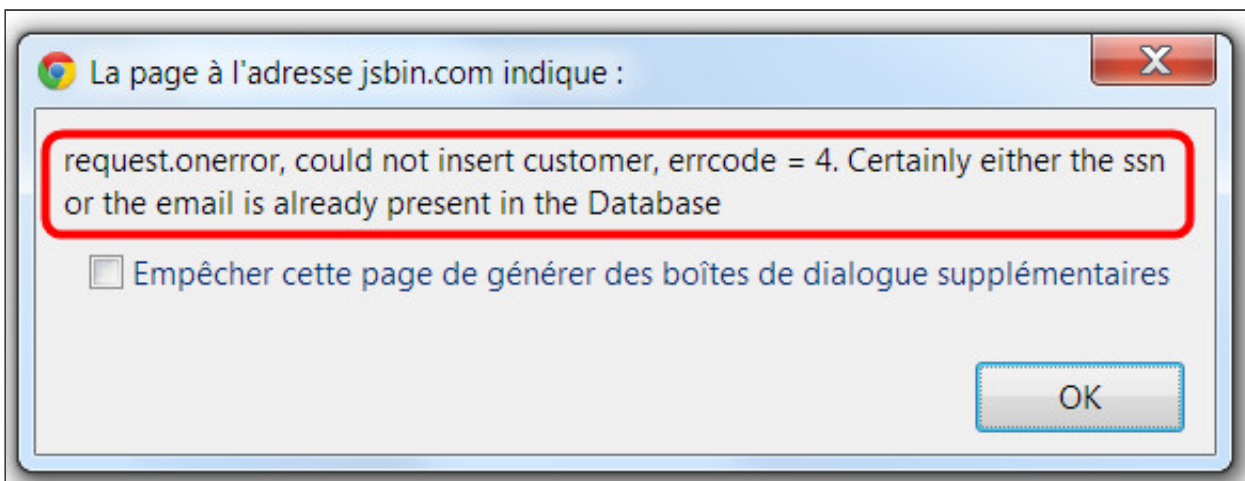 La page à l'adresse jsbin.com indique :
request.onerror, could not insert customer, errcode = 4. Certainly either the ssn
or the email is already present in the Database
Empêcher cette page de générer des boîtes de dialogue supplémentaires
OK